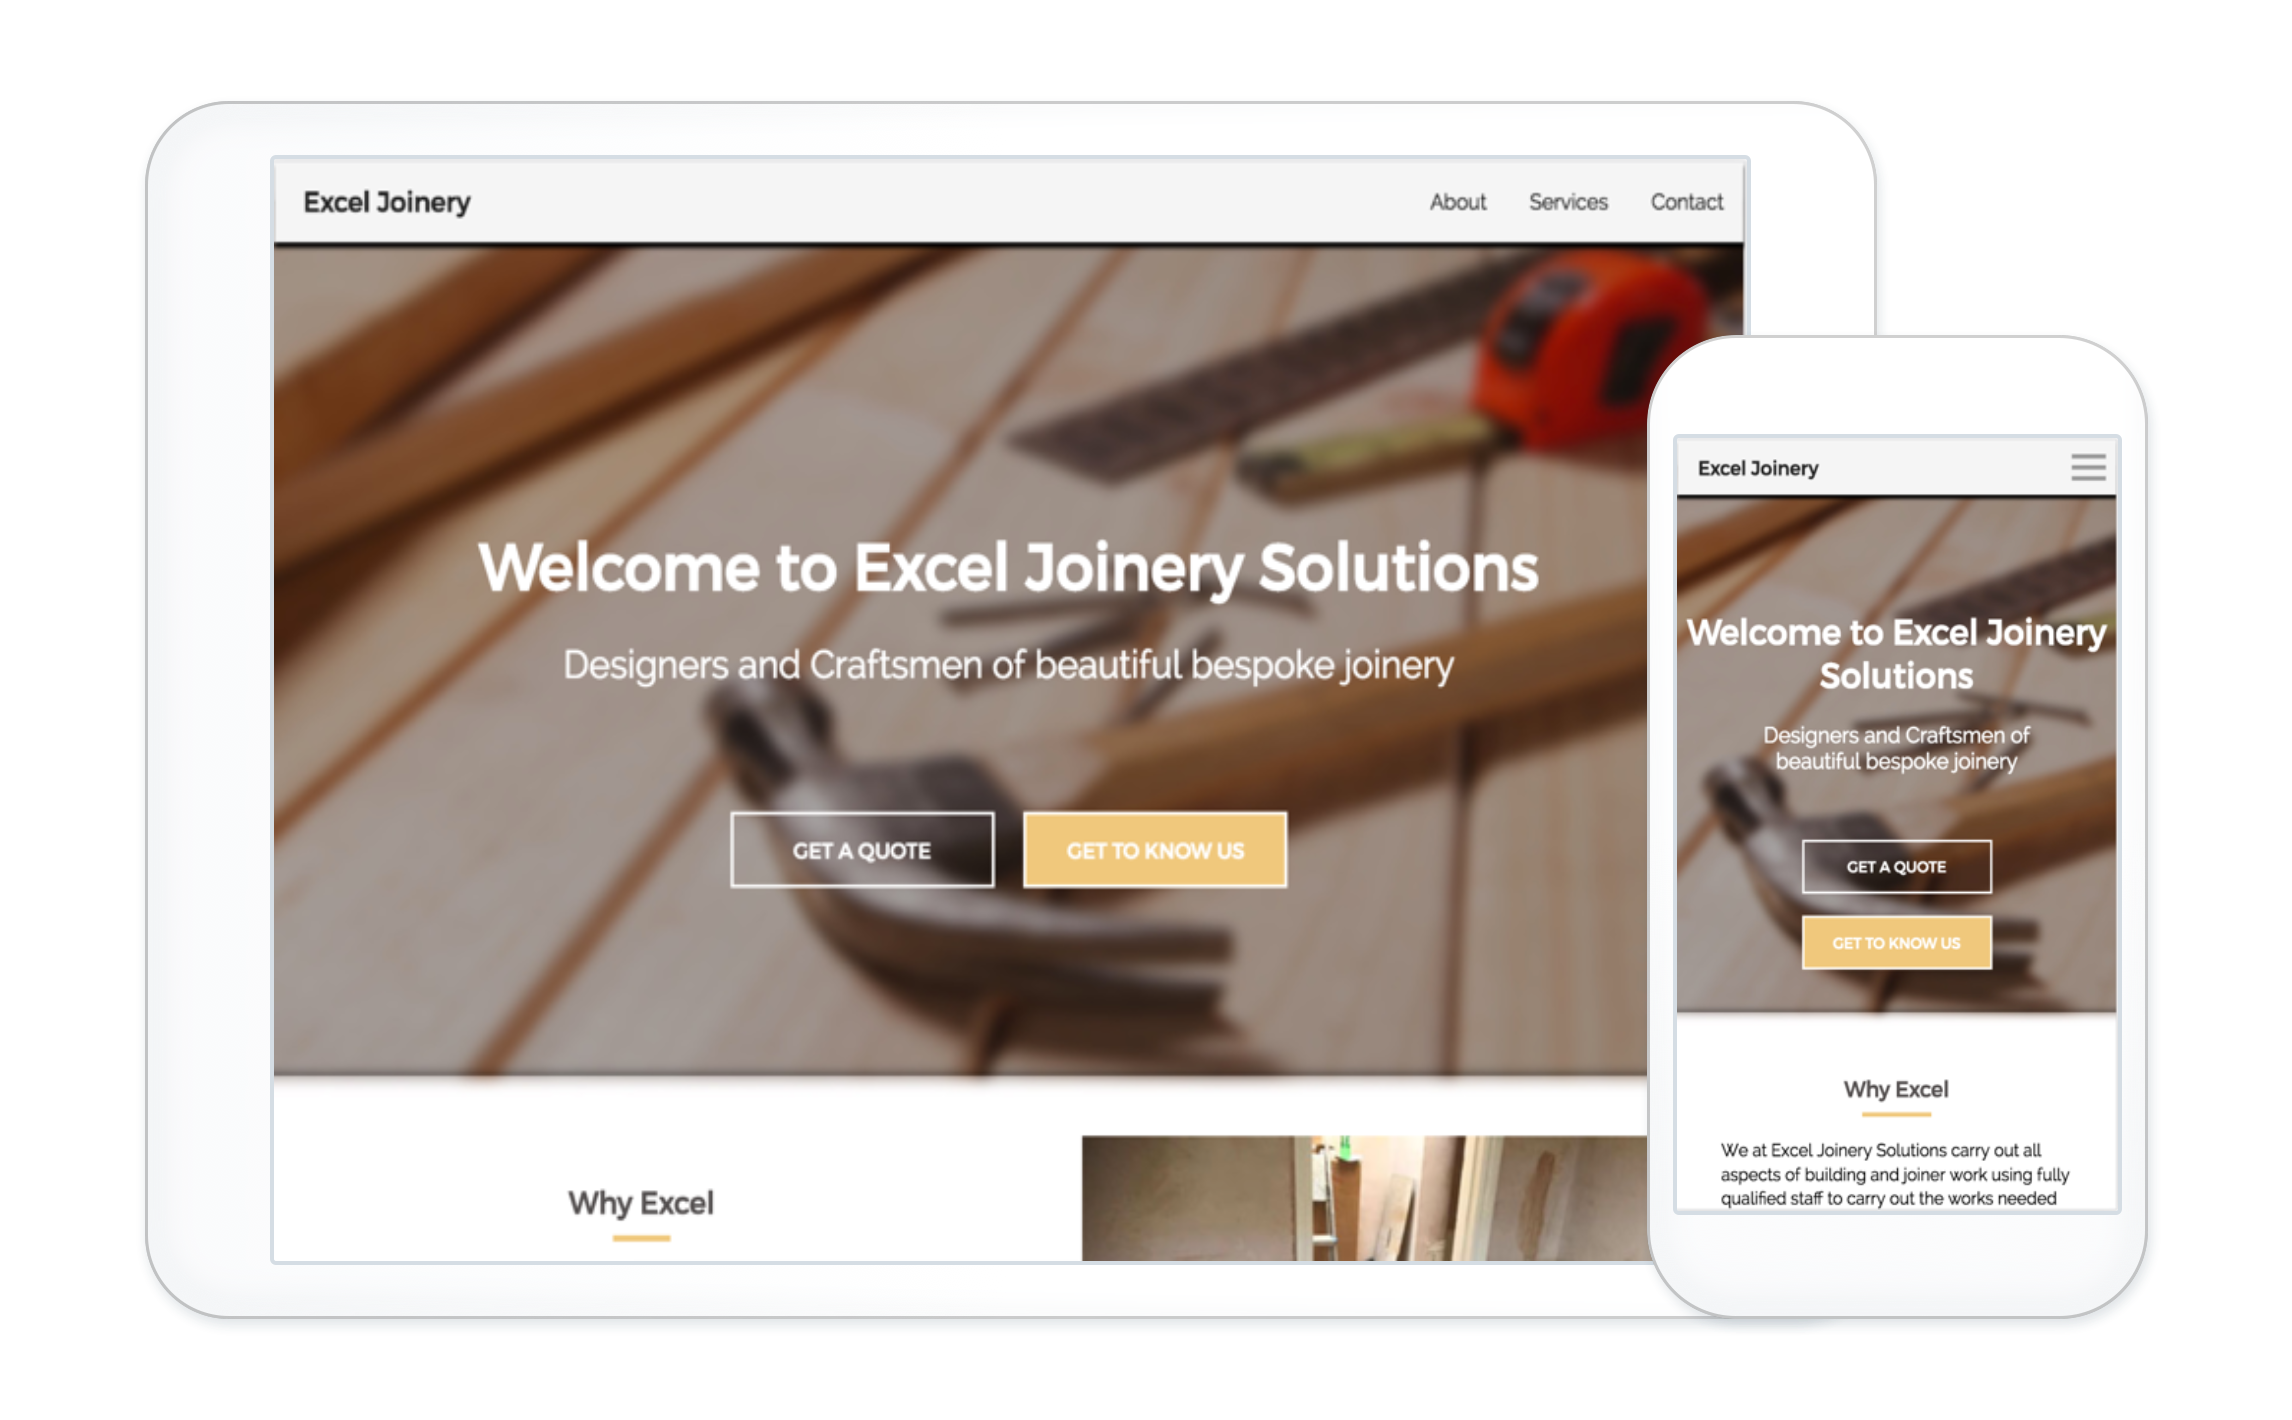 Excel Joinery
About Services Contact
Welcome to Excel Joinery Solutions
Designers and Craftsmen of beautiful bespoke joinery
GET A QUOTE GET TO KNOW US
Why Excel
Excel Joinery
Welcome to Excel Joinery
Solutions
Designers and Craftsmen of
beautiful bespoke joinery
GET A QUOTE
GET TO KNOW US
Why Excel
We at Excel Joinery Solutions carry out all
aspects of building and joiner work using fully
qualified staff to carry out the works needed